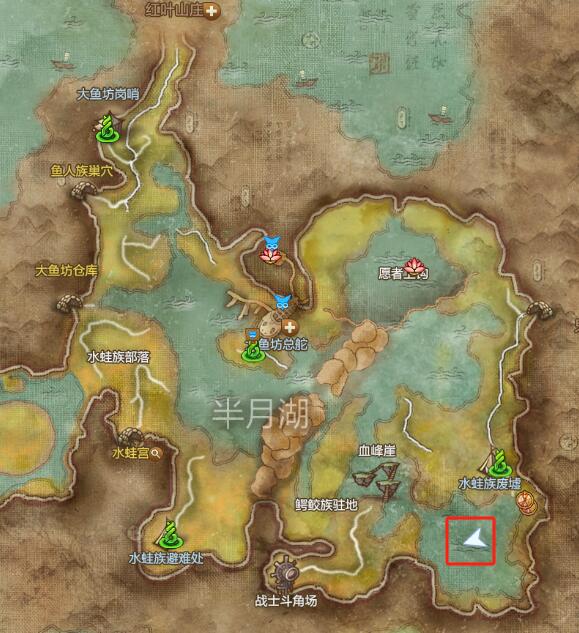 红叶山庄
大鱼坊岗哨
鱼人族巢穴
大鱼坊仓库
愿者上钩
鱼坊总舵
水蛙族部落
半月湖
水蛙宫
血峰崖
水蛙族废墟
鳄鲛族驻地
水蛙族避难处
战士斗角场